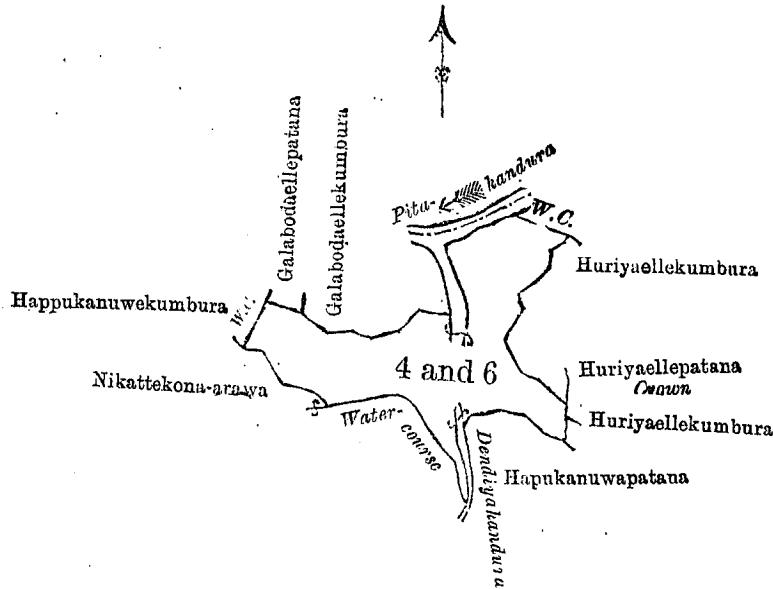 Galabodaellepatana
Galabodaellekumbura
Pita-kandura
W.C.
Huriyaellekumbura
Happukanuwekumbura
W.C.
4 and 6
Huriyaellepatana
Crown
Nikattekona-arawa
Water-course
Huriyaellekumbura
Dendiyakandura
Hapukanuwapatana